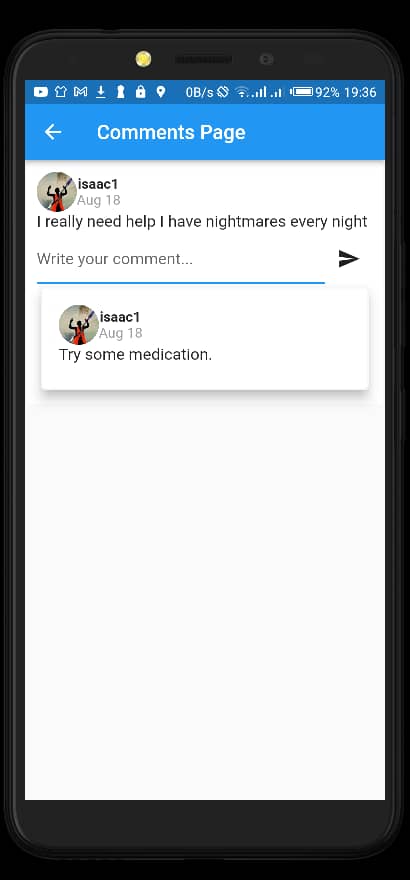 0B/s 92% 19:36
Comments Page
isaac1
Aug 18
I really need help I have nightmares every night
Write your comment...
isaac1
Aug 18
Try some medication.